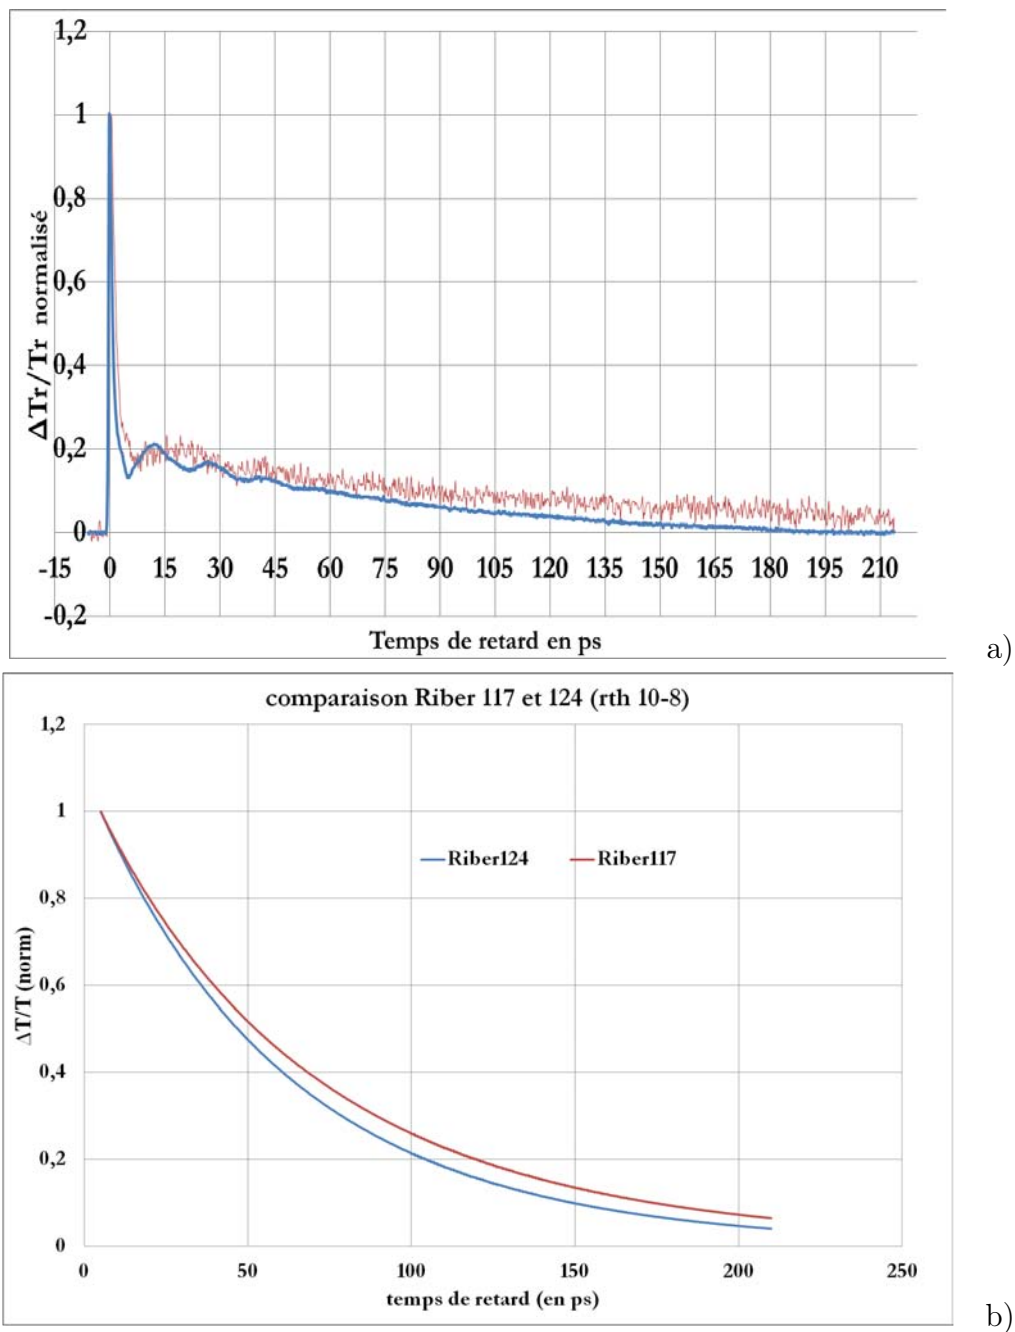 1,2
1
0,8
0,6
0,4
0,2
0
-0,2
ΔTr/Tr normalisé
-15 0 15 30 45 60 75 90 105 120 135 145 165 180 195 210
Temps de retard en ps
a)
comparaison Riber 117 et 124 (rth 10-8)
1,2
1
0,8
0,6
0,4
0,2
0
ΔT/T (norm)
Riber124 Riber117
0 50 100 150 200 250
temps de retard (en ps)
b)